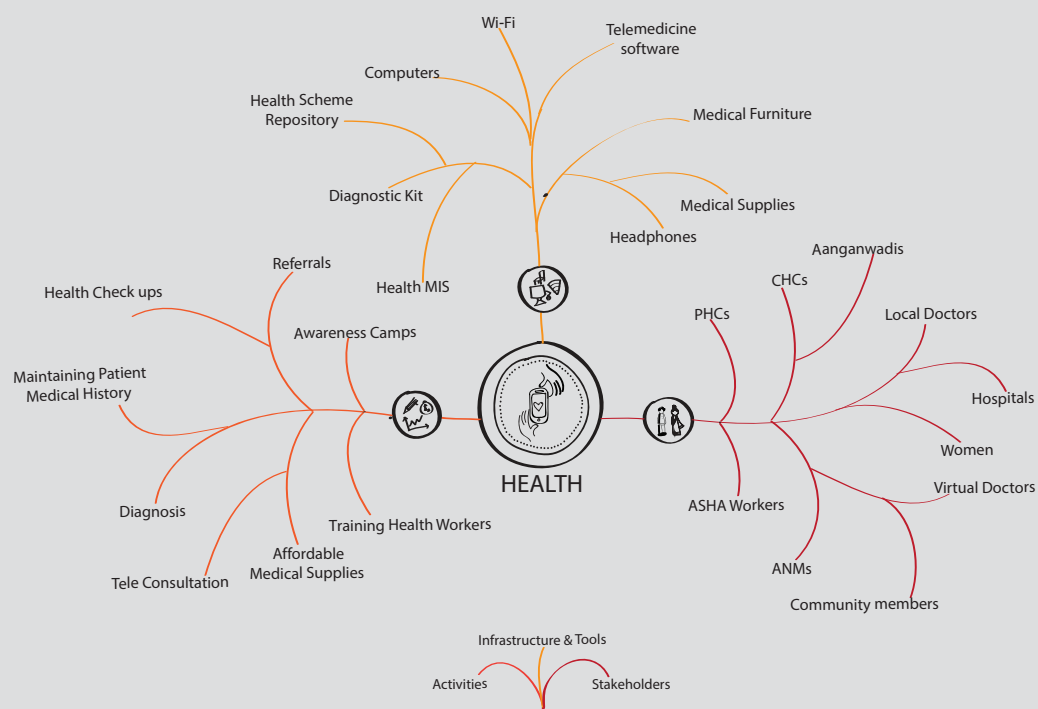 Wi-Fi
Telemedicine
software
Computers
Health Scheme
Repository
Medical Furniture
Diagnostic Kit
Medical Supplies
Headphones
Health MIS
Referrals
Health Check ups
Awareness Camps
Maintaining Patient
Medical History
Diagnosis
Training Health Workers
Affordable
Medical Supplies
Tele Consultation
HEALTH
Aanganwadis
CHCs
PHCs
Local Doctors
Hospitals
Women
Virtual Doctors
ASHA Workers
ANMs
Community members
Infrastructure & Tools
Activities
Stakeholders